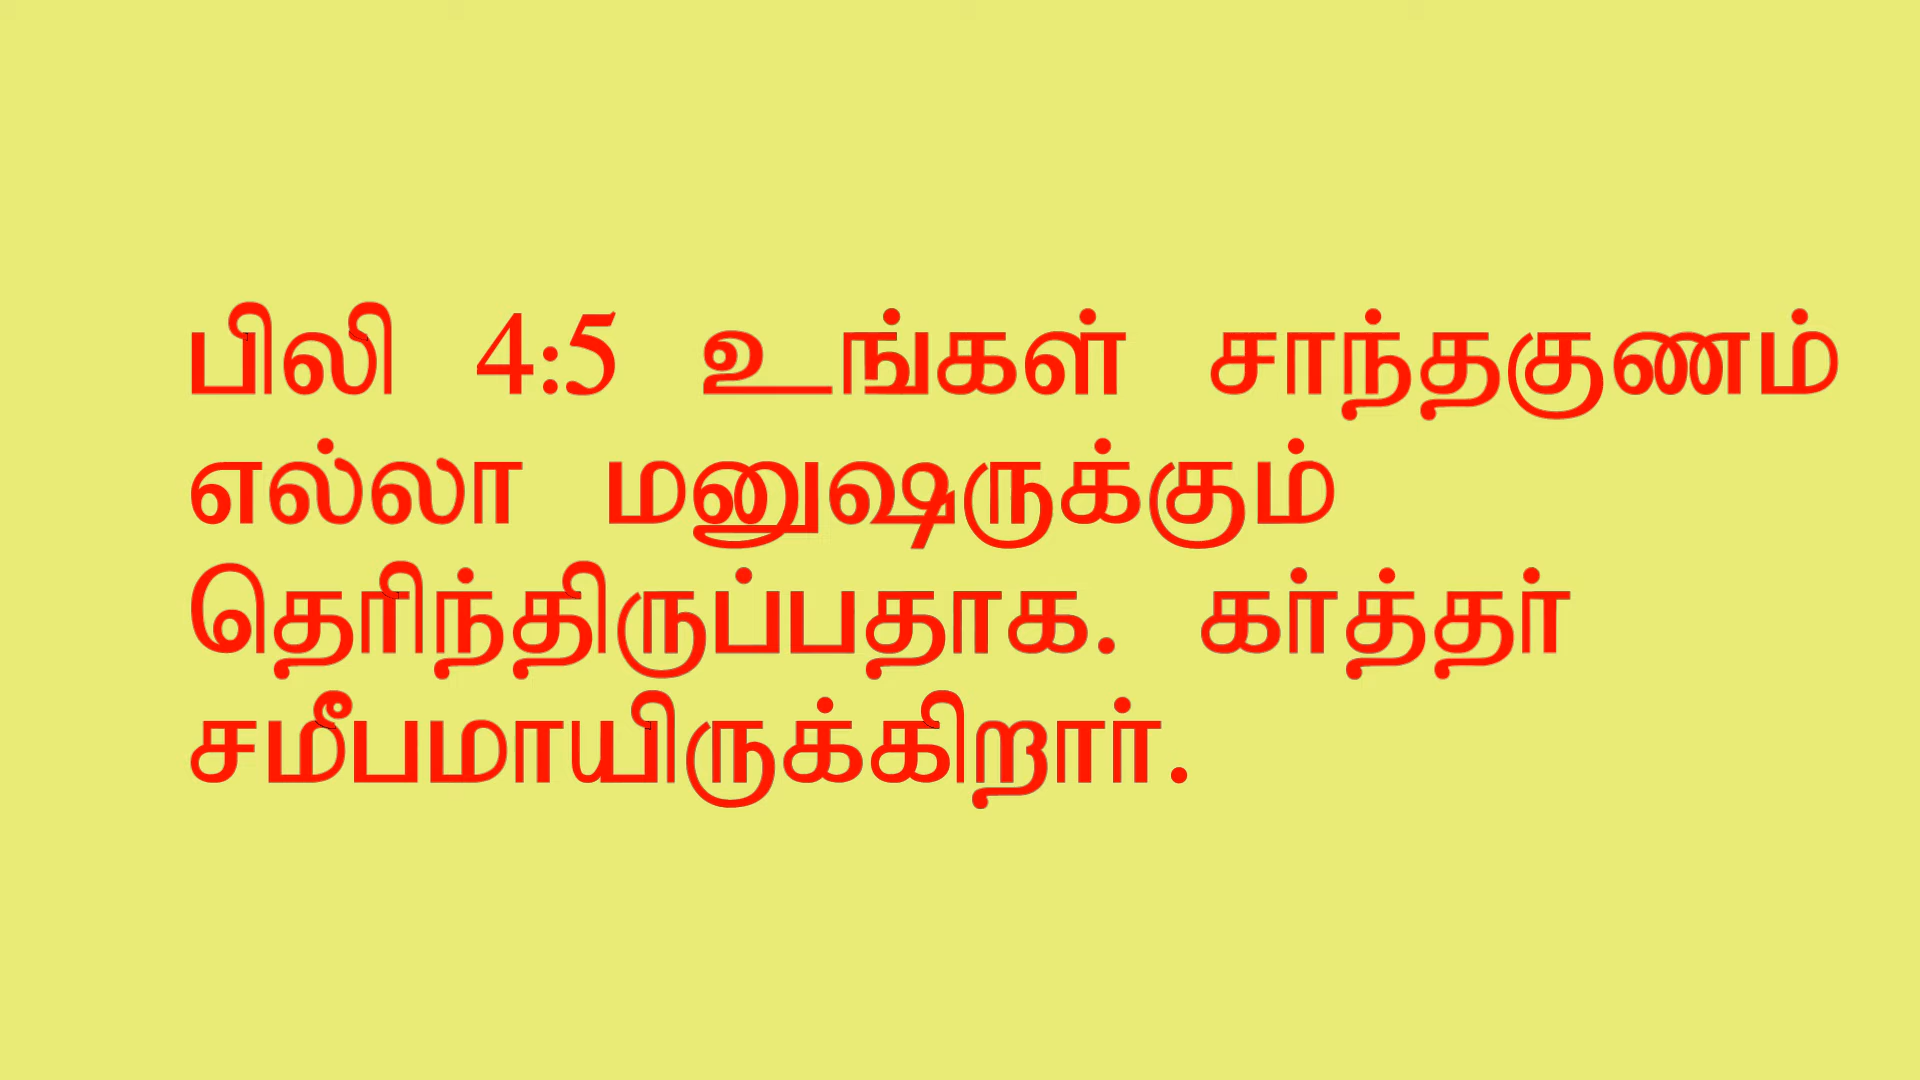 பிலி 4:5 உங்கள் சாந்தகுணம்
எல்லா மனுஷருக்கும்
தெரிந்திருப்பதாக. கர்த்தர்
சமீபமாயிருக்கிறார்.